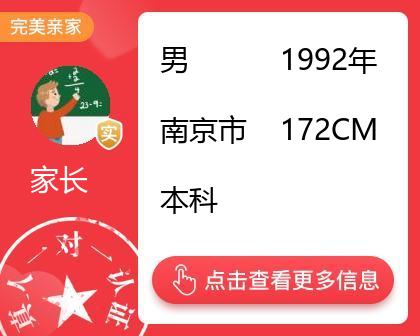 完美亲家
男 1992年
南京市 172CM
实
家长
本科
点击查看更多信息
真人一对一认证